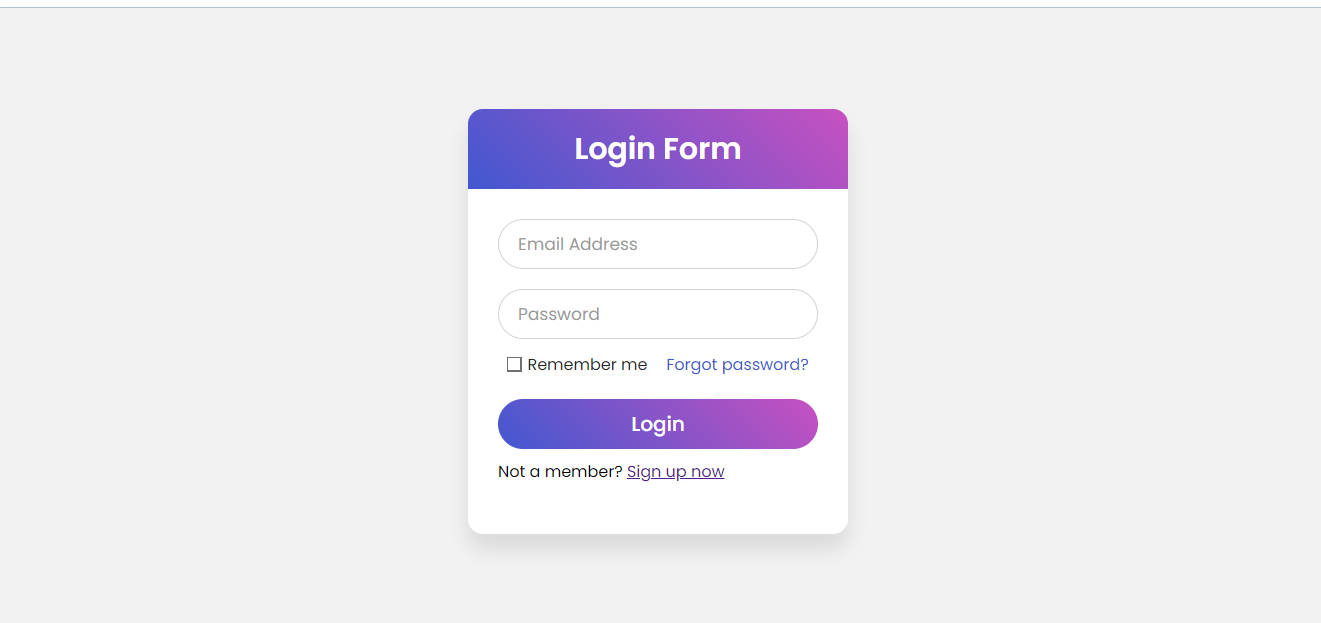 Login Form
Email Address
Password
Remember me Forgot password?
Login
Not a member? Sign up now